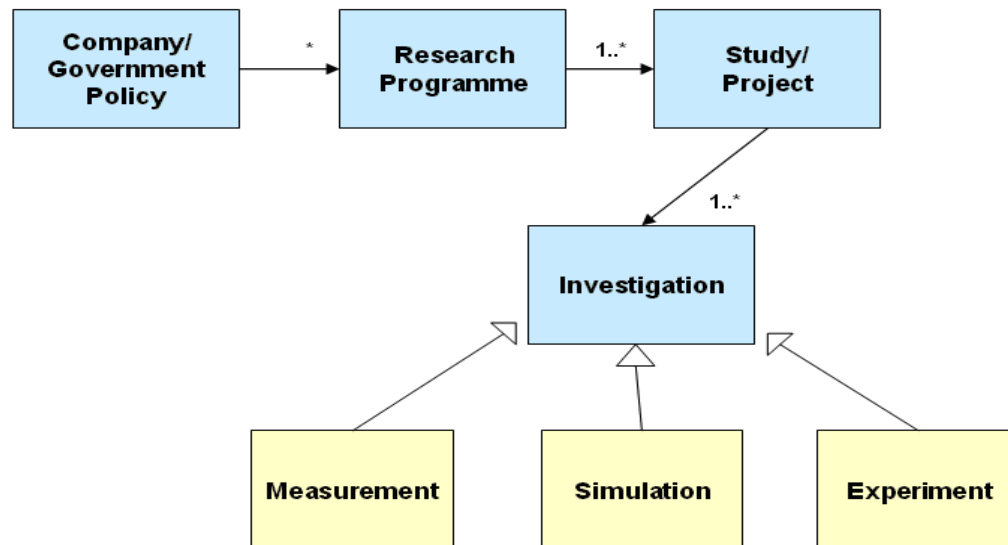 Company/
Government
Policy
*
Research
Programme
1..*
Study/
Project
1..*
Investigation
Measurement
Simulation
Experiment